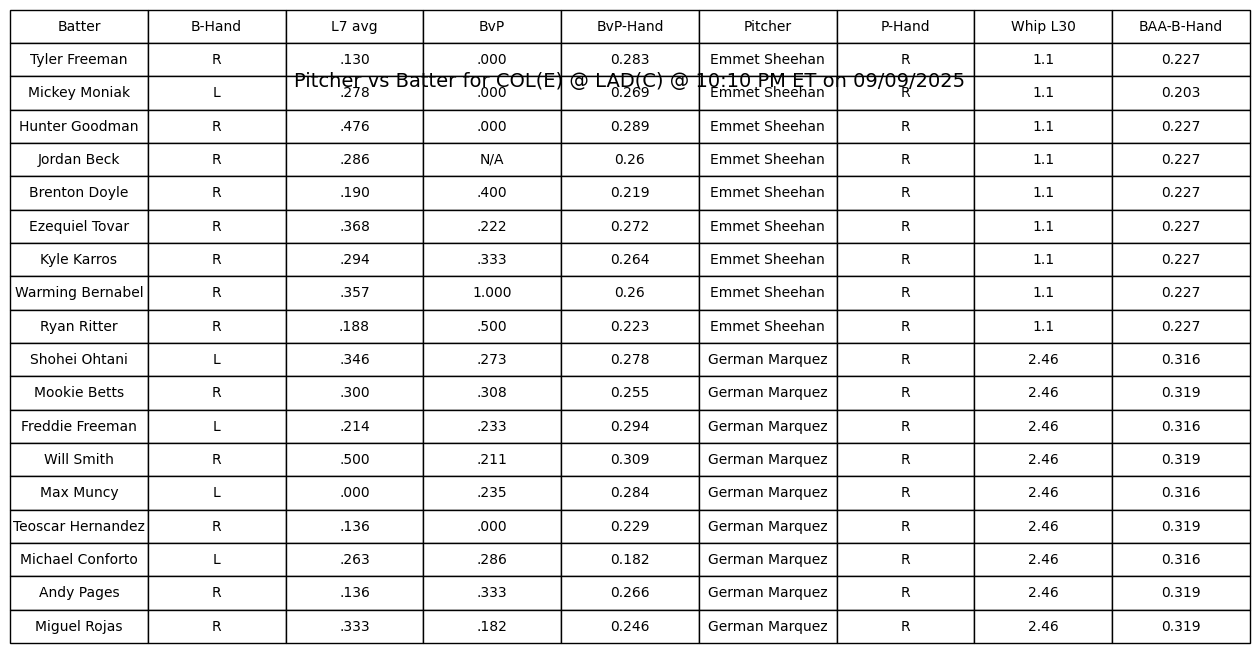 Batter B-Hand L7 avg BvP BvP-Hand Pitcher P-Hand Whip L30 BAA-B-Hand
Tyler Freeman R .130 .000 0.283 Emmet Sheehan R 1.1 0.227
Pitcher vs Batter for COL(E) @ LAD(C) @ 10:10 PM ET on 09/09/2025
Mickey Moniak L .278 .000 0.269 Emmet Sheehan R 1.1 0.203
Hunter Goodman R .476 .000 0.289 Emmet Sheehan R 1.1 0.227
Jordan Beck R .286 N/A 0.26 Emmet Sheehan R 1.1 0.227
Brenton Doyle R .190 .400 0.219 Emmet Sheehan R 1.1 0.227
Ezequiel Tovar R .368 .222 0.272 Emmet Sheehan R 1.1 0.227
Kyle Karros R .294 .333 0.264 Emmet Sheehan R 1.1 0.227
Warming Bernabel R .357 1.000 0.26 Emmet Sheehan R 1.1 0.227
Ryan Ritter R .188 .500 0.223 Emmet Sheehan R 1.1 0.227
Shohei Ohtani L .346 .273 0.278 German Marquez R 2.46 0.316
Mookie Betts R .300 .308 0.255 German Marquez R 2.46 0.319
Freddie Freeman L .214 .233 0.294 German Marquez R 2.46 0.316
Will Smith R .500 .211 0.309 German Marquez R 2.46 0.319
Max Muncy L .000 .235 0.284 German Marquez R 2.46 0.316
Teoscar Hernandez R .136 .000 0.229 German Marquez R 2.46 0.319
Michael Conforto L .263 .286 0.182 German Marquez R 2.46 0.316
Andy Pages R .136 .333 0.266 German Marquez R 2.46 0.319
Miguel Rojas R .333 .182 0.246 German Marquez R 2.46 0.319